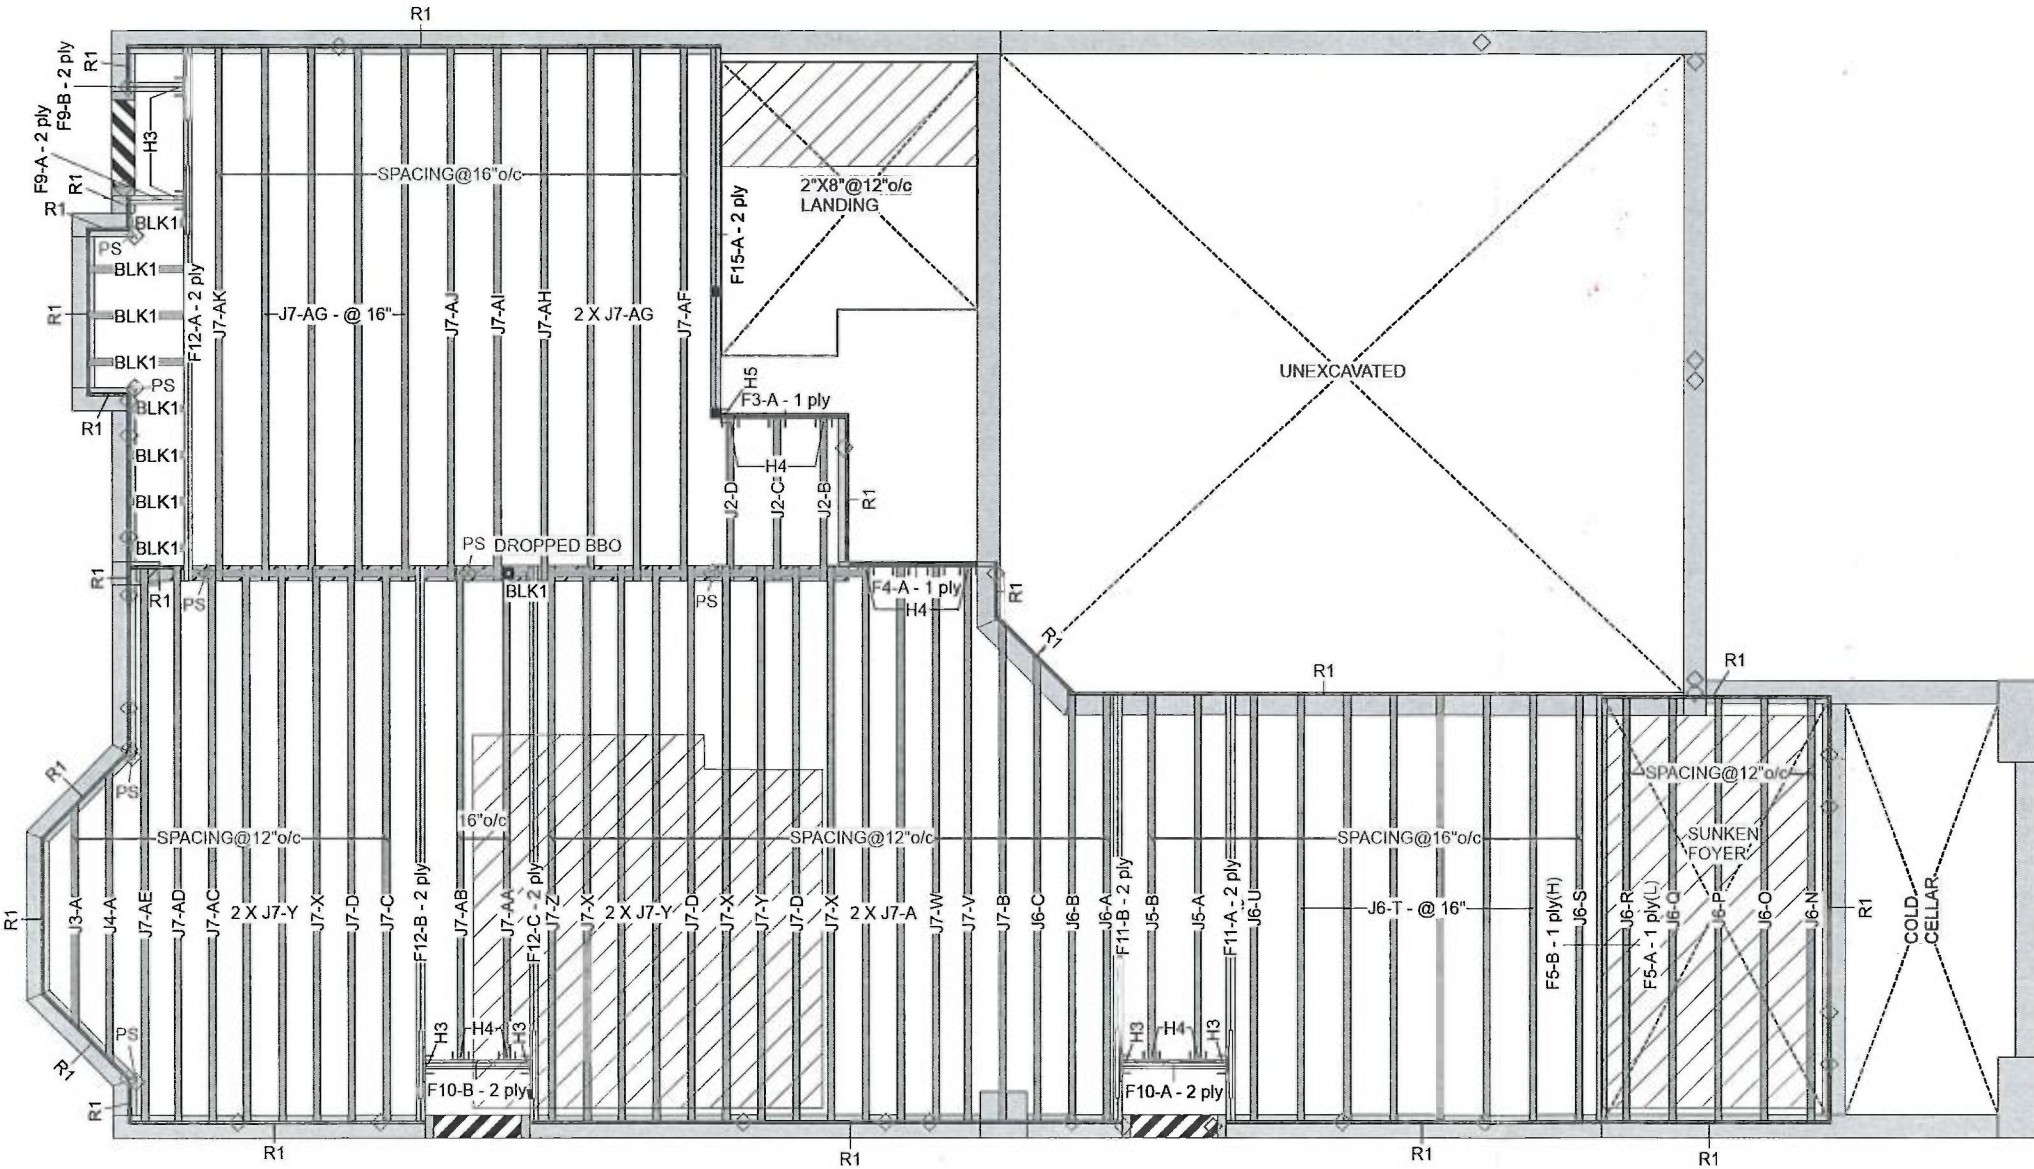 R1
R1
F9-B - 2 ply
F9-A - 2 ply
H3
R1
R1
PS
BLK1
BLK1
BLK1
BLK1
R1
PS
BLK1
R1
BLK1
BLK1
BLK1
F12-A - 2 ply
J7-AK
SPACING@16"o/c
J7-AG - @ 16"
J7-AJ
J7-AI
J7-AH
2 X J7-AG
J7-AF
F15-A - 2 ply
2"X8"@12"o/c
LANDING
UNEXCAVATED
H5
F3-A - 1 ply
H4
J2-D
J2-C
J2-B
R1
PS
DROPPED BBO
R1
R1
PS
BLK1
PS
F4-A - 1 ply
H4
R1
R1
R1
R1
R1
PS
SPACING@12"o/c
16"o/c
SPACING@12"o/c
SPACING@16"o/c
SPACING@12"o/c
SUNKEN
FOYER
R1
J3-A
J4-A
J7-AE
J7-AD
J7-AC
2 X J7-Y
J7-X
J7-D
J7-C
F12-B - 2 ply
J7-AB
J7-AA
F12-C - 2 ply
J7-Z
J7-X
2 X J7-Y
J7-D
J7-X
J7-Y
J7-D
J7-X
2 X J7-A
J7-W
J7-V
J7-B
J6-C
J6-B
J6-A
F11-B - 2 ply
J5-B
J5-A
F11-A - 2 ply
J6-U
J6-T - @ 16"
F5-B - 1 ply(H)
J6-S
J6-R
F5-A - 1 ply(L)
J6-Q
J6-P
J6-O
J6-N
R1
COLD
CELLAR
PS
R1
R1
H3
H4
H3
F10-B - 2 ply
H3
H4
H3
F10-A - 2 ply
R1
R1
R1
R1